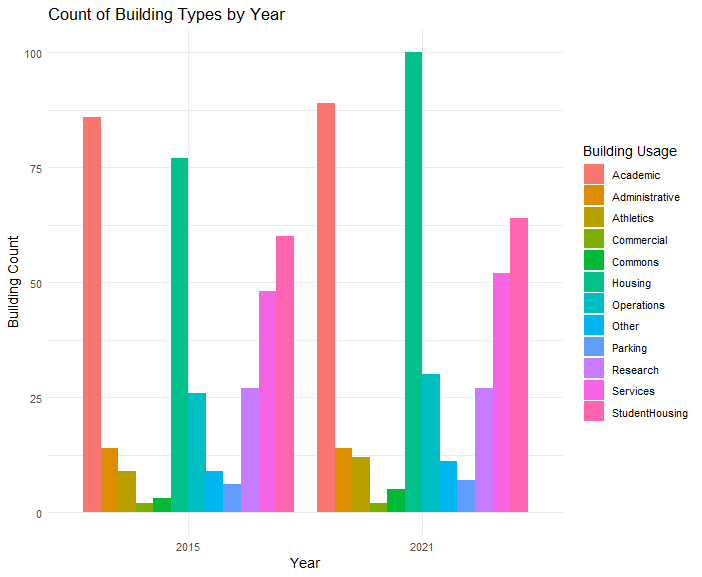 Count of Building Types by Year
Building Count
100
75
50
25
0
2015
2021
Year
Building Usage
Academic
Administrative
Athletics
Commercial
Commons
Housing
Operations
Other
Parking
Research
Services
StudentHousing